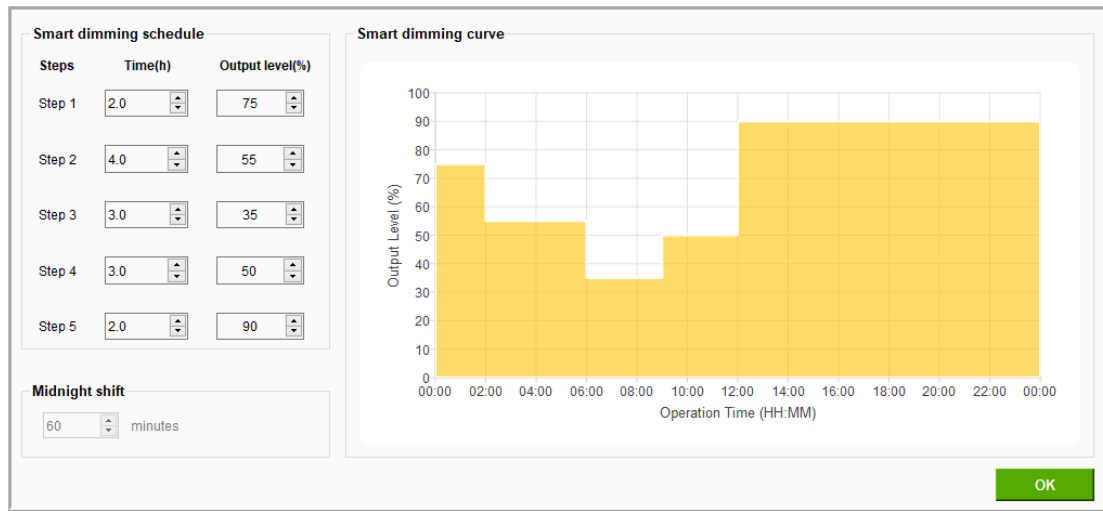 Smart dimming schedule
Steps Time(h) Output level(%)
Step 1 2.0 75
Step 2 4.0 55
Step 3 3.0 35
Step 4 3.0 50
Step 5 2.0 90
Midnight shift
60 minutes
Smart dimming curve
Output Level (%)
100
90
80
70
60
50
40
30
20
10
0
00:00 02:00 04:00 06:00 08:00 10:00 12:00 14:00 16:00 18:00 20:00 22:00 00:00
Operation Time (HH:MM)
OK